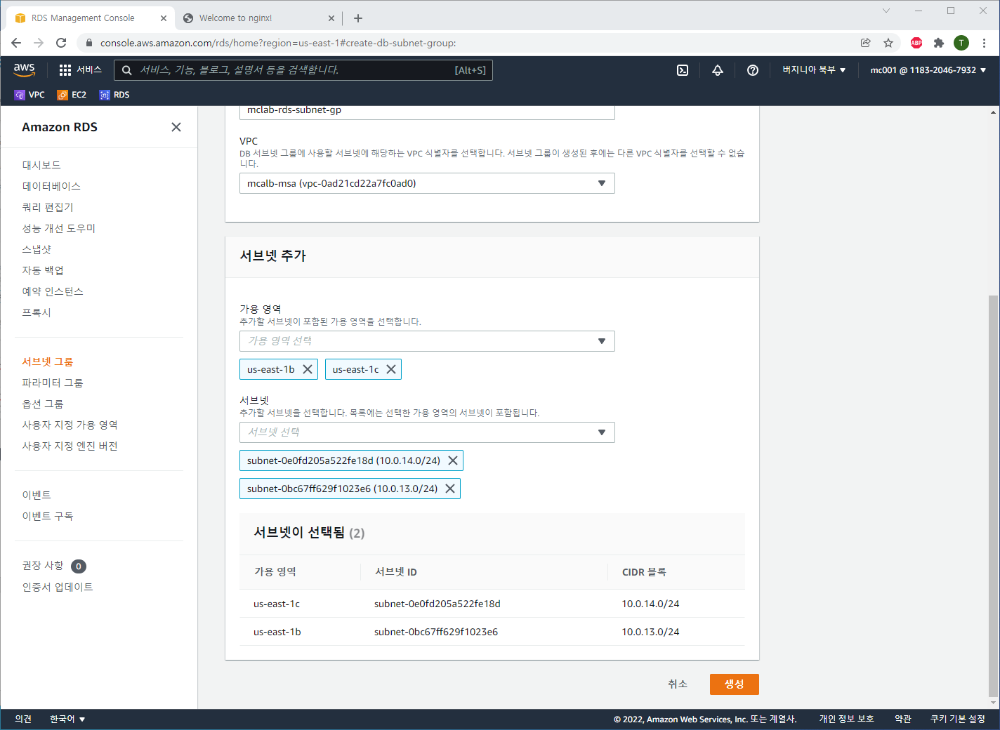 RDS Management Console
Welcome to nginx!
console.aws.amazon.com/rds/home?region=us-east-1#create-db-subnet-group:
ABP
T
aws
서비스
서비스, 기능, 블로그, 설명서 등을 검색합니다.
[Alt+S]
버지니아 북부 ▼
mc001 @ 1183-2046-7932 ▼
VPC
EC2
RDS
Amazon RDS
대시보드
데이터베이스
쿼리 편집기
성능 개선 도우미
스냅샷
자동 백업
예약 인스턴스
프록시
서브넷 그룹
파라미터 그룹
옵션 그룹
사용자 지정 가용 영역
사용자 지정 엔진 버전
이벤트
이벤트 구독
권장 사항 0
인증서 업데이트
mclab-rds-subnet-gp
VPC
DB 서브넷 그룹에 사용할 서브넷에 해당하는 VPC 식별자를 선택합니다. 서브넷 그룹이 생성된 후에는 다른 VPC 식별자를 선택할 수 없습
니다.
mcalb-msa (vpc-0ad21cd22a7fc0ad0)
서브넷 추가
가용 영역
추가할 서브넷이 포함된 가용 영역을 선택합니다.
가용 영역 선택
us-east-1b
us-east-1c
서브넷
추가할 서브넷을 선택합니다. 목록에는 선택한 가용 영역의 서브넷이 포함됩니다.
서브넷 선택
subnet-0e0fd205a522fe18d (10.0.14.0/24)
subnet-0bc67ff629f1023e6 (10.0.13.0/24)
서브넷이 선택됨 (2)
가용 영역
서브넷 ID
CIDR 블록
us-east-1c
subnet-0e0fd205a522fe18d
10.0.14.0/24
us-east-1b
subnet-0bc67ff629f1023e6
10.0.13.0/24
취소
생성
의견
한국어 ▼
© 2022, Amazon Web Services, Inc. 또는 계열사.
개인 정보 보호
약관
쿠키 기본 설정